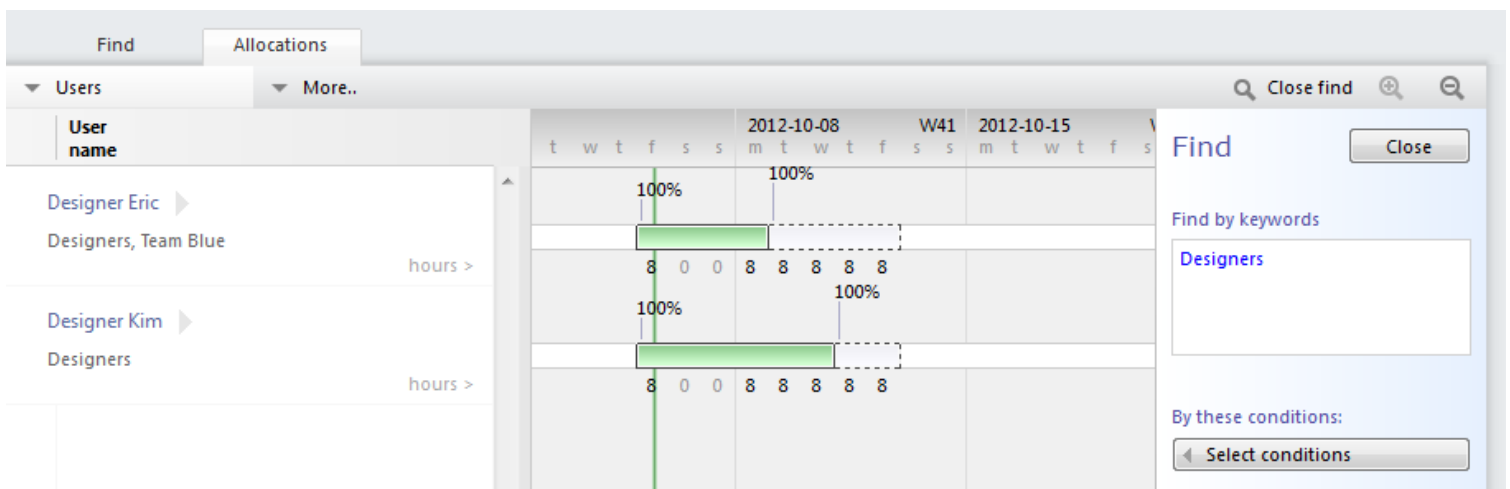 Find Allocations
Users More.. Close find
User name 2012-10-08 W41 2012-10-15
t w t f s s m t w t f s s m t w t f s
Find Close
100% 100%
Designer Eric
Designers, Team Blue
Find by keywords
Designers
hours > 8 0 0 8 8 8 8 8
100% 100%
Designer Kim
Designers
hours > 8 0 0 8 8 8 8 8
By these conditions:
Select conditions